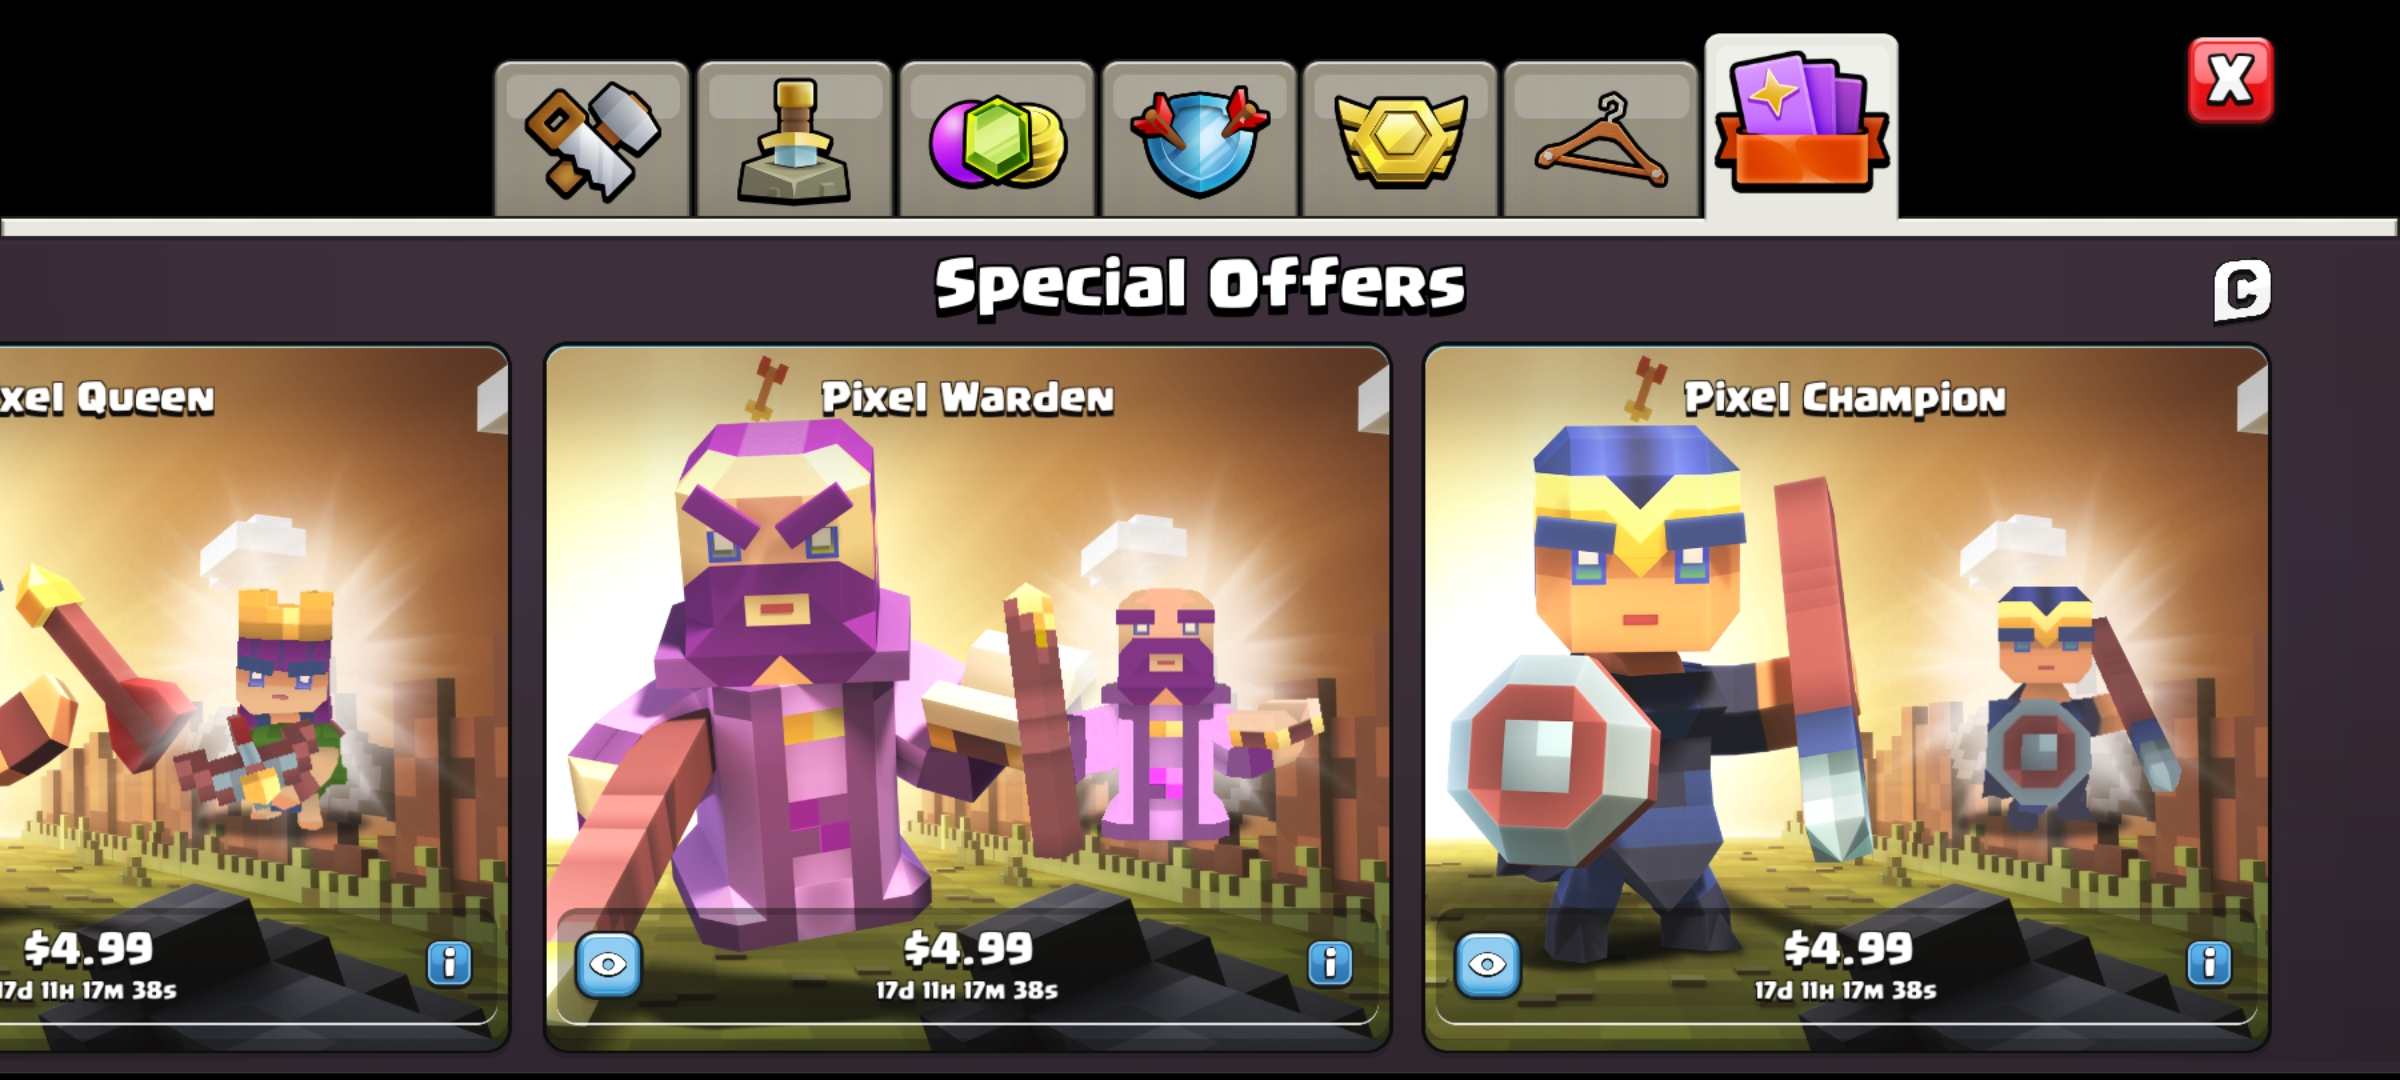 Special Offers
C
xel Queen
$4.99
17d 11H 17M 38s
Pixel Warden
$4.99
17d 11H 17M 38s
Pixel Champion
$4.99
17d 11H 17M 38s